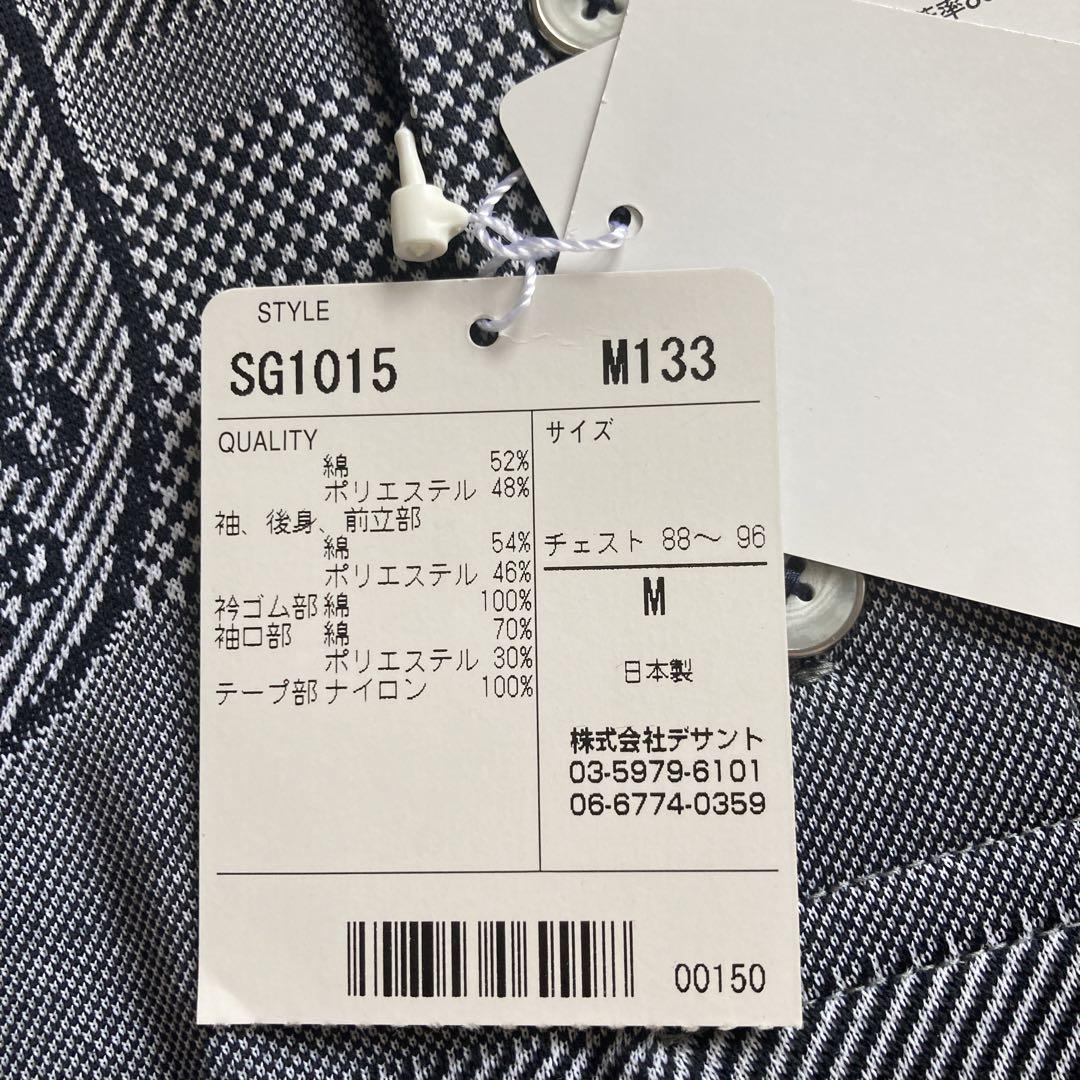 STYLE
SG1015 M133
QUALITY
綿 52%
ポリエステル 48%
袖、後身、前立部
綿 54%
ポリエステル 46%
衿ゴム部 綿 100%
袖口部 綿 70%
ポリエステル 30%
テープ部 ナイロン 100%
サイズ
チェスト 88〜 96
M
日本製
株式会社デサント
03-5979-6101
06-6774-0359
00150